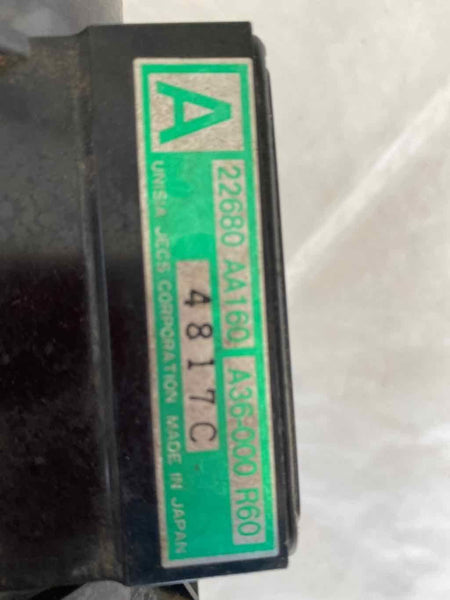 A
22680 AA160 A36-000 R60
4817C
UNISIA JECS CORPORATION MADE IN JAPAN